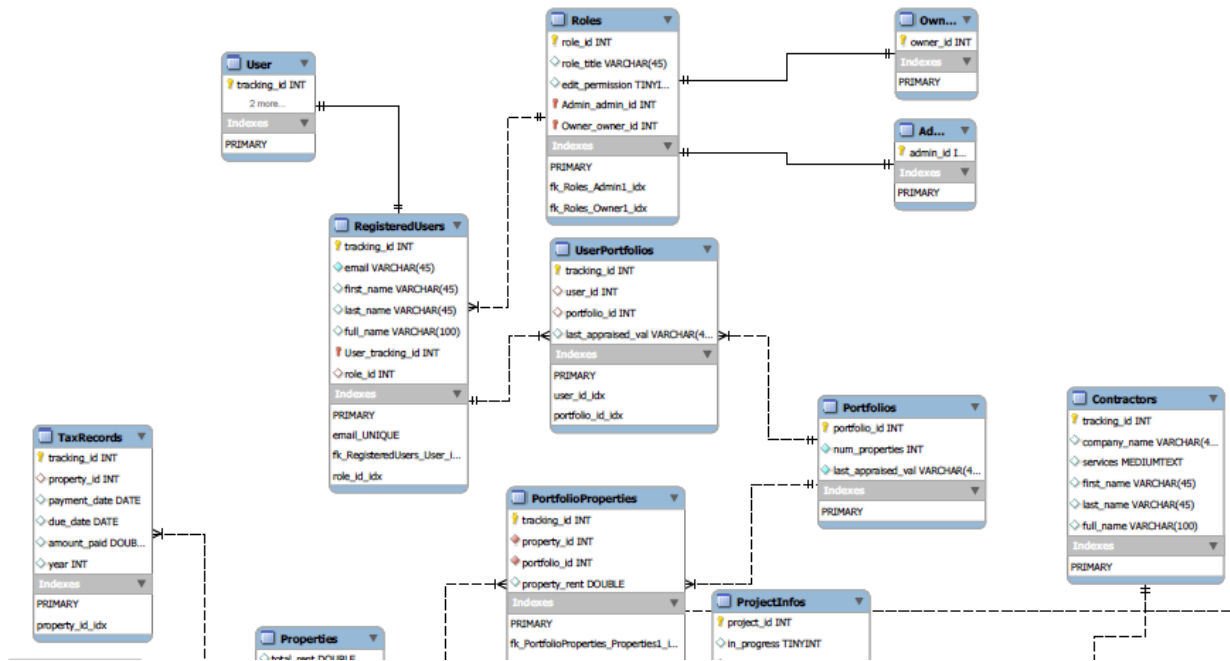 User
tracking_id INT
2 more...
Indexes
PRIMARY
Roles
role_id INT
role_title VARCHAR(45)
edit_permission TINYI...
Admin_admin_id INT
Owner_owner_id INT
Indexes
PRIMARY
fk_Roles_Admin1_idx
fk_Roles_Owner1_idx
Own...
owner_id INT
Indexes
PRIMARY
Ad...
admin_id I...
Indexes
PRIMARY
RegisteredUsers
tracking_id INT
email VARCHAR(45)
first_name VARCHAR(45)
last_name VARCHAR(45)
full_name VARCHAR(100)
User_tracking_id INT
role_id INT
Indexes
PRIMARY
email_UNIQUE
fk_RegisteredUsers_User_i...
role_id_idx
UserPortfolios
tracking_id INT
user_id INT
portfolio_id INT
last_appraised_val VARCHAR(4...
Indexes
PRIMARY
user_id_idx
portfolio_id_idx
Portfolios
portfolio_id INT
num_properties INT
last_appraised_val VARCHAR(4...
Indexes
PRIMARY
Contractors
tracking_id INT
company_name VARCHAR(4...
services MEDIUMTEXT
first_name VARCHAR(45)
last_name VARCHAR(45)
full_name VARCHAR(100)
Indexes
PRIMARY
TaxRecords
tracking_id INT
property_id INT
payment_date DATE
due_date DATE
amount_paid DOUB...
year INT
Indexes
PRIMARY
property_id_idx
PortfolioProperties
tracking_id INT
property_id INT
portfolio_id INT
property_rent DOUBLE
Indexes
PRIMARY
fk_PortfolioProperties_Properties1_i...
ProjectInfos
project_id INT
in_progress TINYINT
Properties
total_rent DOUBLE